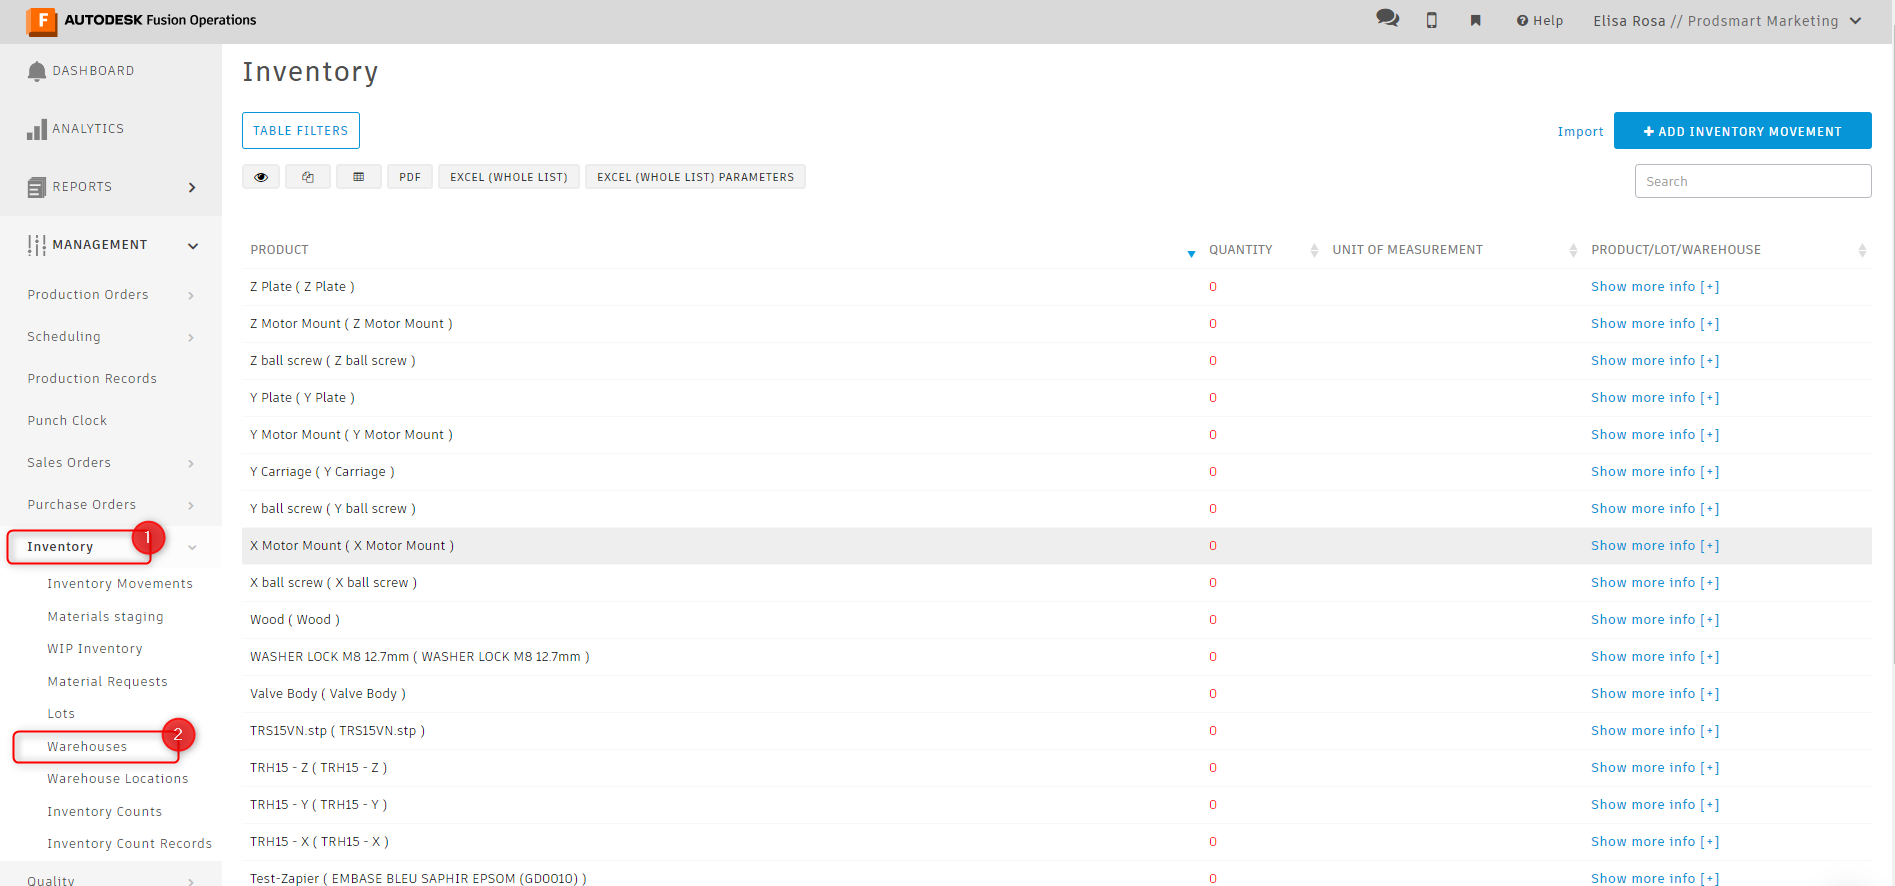 F AUTODESK Fusion Operations
Help
Elisa Rosa // Prodsmart Marketing
DASHBOARD
ANALYTICS
REPORTS
MANAGEMENT
Production Orders
Scheduling
Production Records
Punch Clock
Sales Orders
Purchase Orders
Inventory
1
Inventory Movements
Materials staging
WIP Inventory
Material Requests
Lots
Warehouses
2
Warehouse Locations
Inventory Counts
Inventory Count Records
Quality
Inventory
TABLE FILTERS
Import
+ ADD INVENTORY MOVEMENT
PDF
EXCEL (WHOLE LIST)
EXCEL (WHOLE LIST) PARAMETERS
Search
PRODUCT QUANTITY UNIT OF MEASUREMENT PRODUCT/LOT/WAREHOUSE
Z Plate ( Z Plate ) 0 Show more info [+]
Z Motor Mount ( Z Motor Mount ) 0 Show more info [+]
Z ball screw ( Z ball screw ) 0 Show more info [+]
Y Plate ( Y Plate ) 0 Show more info [+]
Y Motor Mount ( Y Motor Mount ) 0 Show more info [+]
Y Carriage ( Y Carriage ) 0 Show more info [+]
Y ball screw ( Y ball screw ) 0 Show more info [+]
X Motor Mount ( X Motor Mount ) 0 Show more info [+]
X ball screw ( X ball screw ) 0 Show more info [+]
Wood ( Wood ) 0 Show more info [+]
WASHER LOCK M8 12.7mm ( WASHER LOCK M8 12.7mm ) 0 Show more info [+]
Valve Body ( Valve Body ) 0 Show more info [+]
TRS15VN.stp ( TRS15VN.stp ) 0 Show more info [+]
TRH15 - Z ( TRH15 - Z ) 0 Show more info [+]
TRH15 - Y ( TRH15 - Y ) 0 Show more info [+]
TRH15 - X ( TRH15 - X ) 0 Show more info [+]
Test-Zapier ( EMBASE BLEU SAPHIR EPSOM (GD0010) ) 0 Show more info [+]